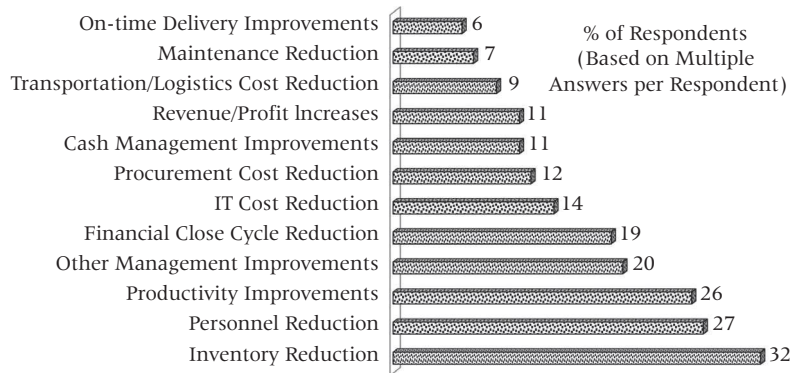 On-time Delivery Improvements 6
Maintenance Reduction 7
Transportation/Logistics Cost Reduction 9
Revenue/Profit Increases 11
Cash Management Improvements 11
Procurement Cost Reduction 12
IT Cost Reduction 14
Financial Close Cycle Reduction 19
Other Management Improvements 20
Productivity Improvements 26
Personnel Reduction 27
Inventory Reduction 32
% of Respondents
(Based on Multiple
Answers per Respondent)